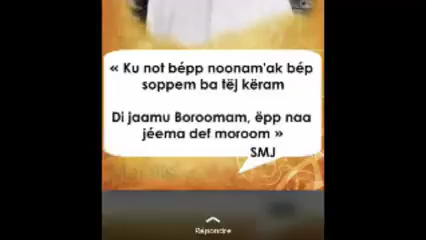 « Ku not bépp noonam'ak bép
soppem ba tëj këram
Di jaamu Boroomam, ëpp naa
jéema def moroom »
SMJ
Répondre